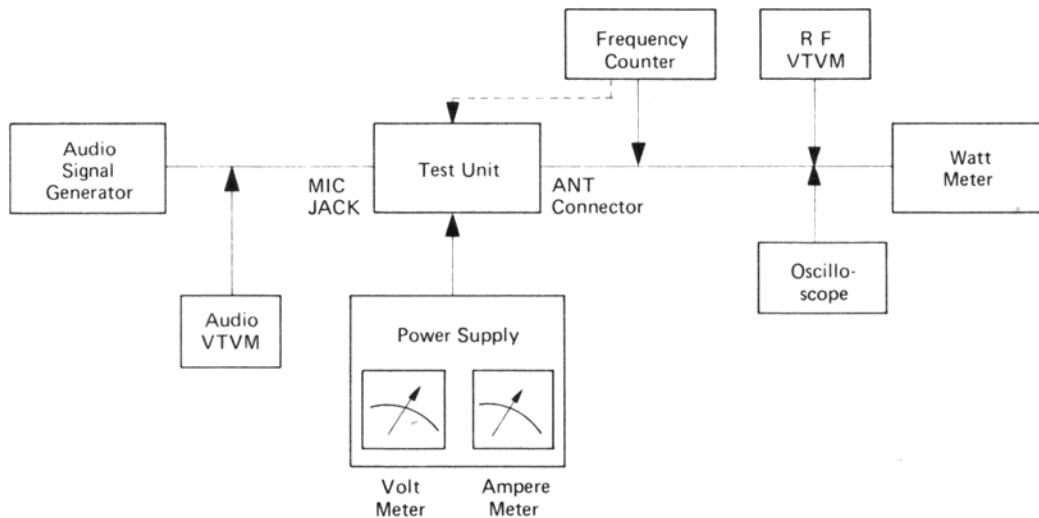 Frequency
Counter
R F
VTVM
Audio
Signal
Generator
MIC
JACK
Test Unit
ANT
Connector
Watt
Meter
Audio
VTVM
Oscillo-
scope
Power Supply
Volt
Meter
Ampere
Meter